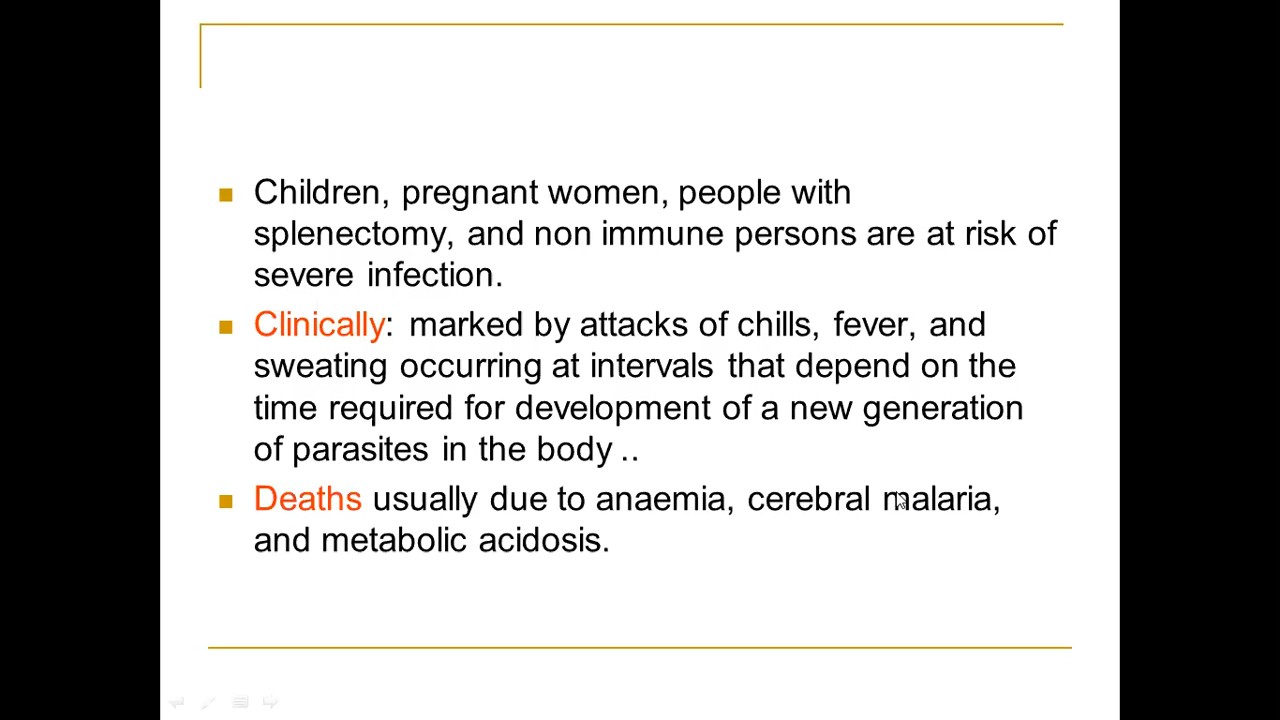 Children, pregnant women, people with
splenectomy, and non immune persons are at risk of
severe infection.
Clinically: marked by attacks of chills, fever, and
sweating occurring at intervals that depend on the
time required for development of a new generation
of parasites in the body ..
Deaths usually due to anaemia, cerebral malaria,
and metabolic acidosis.